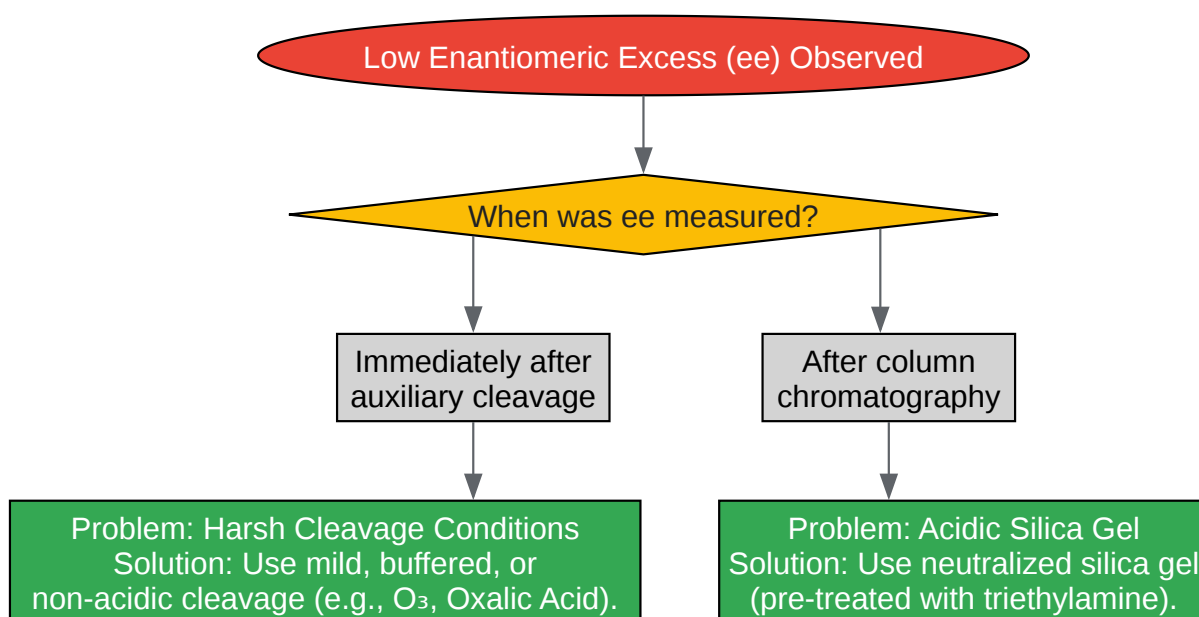 Low Enantiomeric Excess (ee) Observed
When was ee measured?
Immediately after
auxiliary cleavage
After column
chromatography
Problem: Harsh Cleavage Conditions
Solution: Use mild, buffered, or
non-acidic cleavage (e.g., O₃, Oxalic Acid).
Problem: Acidic Silica Gel
Solution: Use neutralized silica gel
(pre-treated with triethylamine).